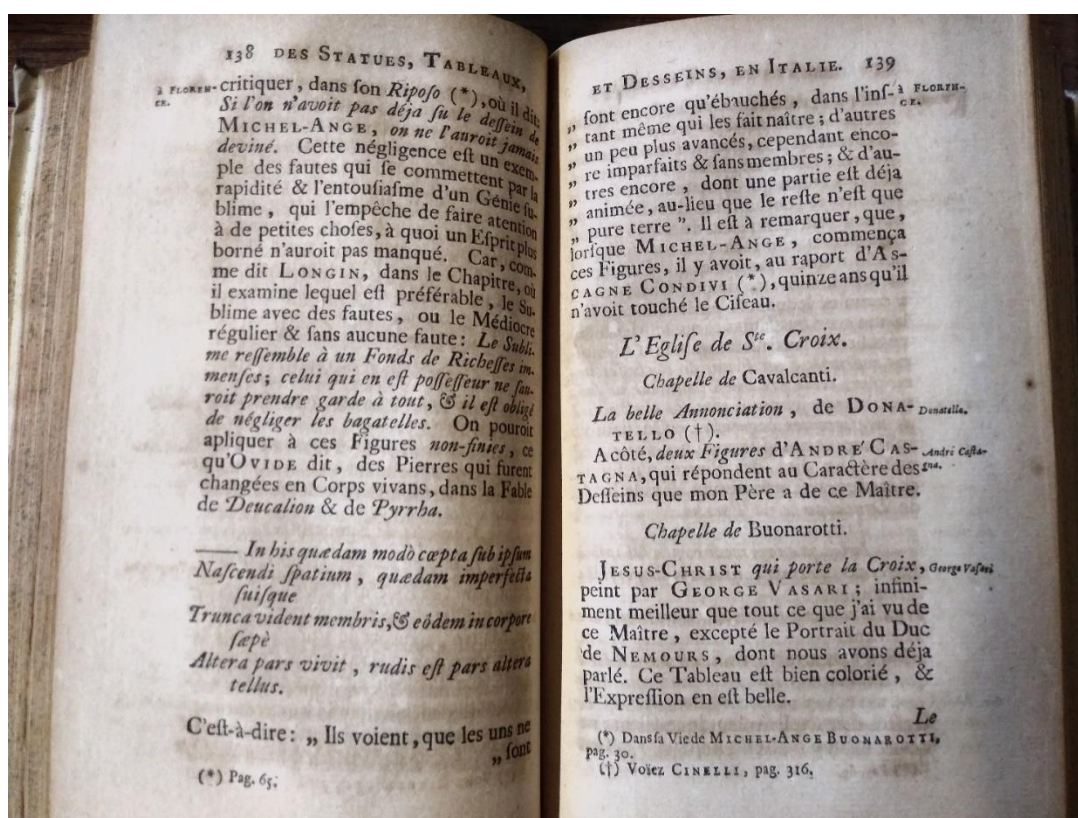 138 DES STATUES, TABLEAUX,
à FLOREN-
CE.
critiquer, dans ſon Ripoſo (*), où il dit:
Si l'on n'avoit pas déja ſu le deſſein de
MICHEL-ANGE, on ne l'auroit jamais
deviné. Cette négligence eſt un exem-
ple des fautes qui ſe commettent par la
rapidité & l'entouſiaſme d'un Génie ſu-
blime, qui l'empêche de faire atention
à de petites choſes, à quoi un Eſprit plus
borné n'auroit pas manqué. Car, com-
me dit LONGIN, dans le Chapitre, où
il examine lequel eſt préférable, le Su-
blime avec des fautes, ou le Médiocre
régulier & ſans aucune faute: Le Subli-
me reſſemble à un Fonds de Richeſſes im-
menſes; celui qui en eſt poſſeſſeur ne ſau-
roit prendre garde à tout, & il eſt obligé
de négliger les bagatelles. On pouroit
apliquer à ces Figures non-finies, ce
qu'OVIDE dit, des Pierres qui furent
changées en Corps vivans, dans la Fable
de Deucalion & de Pyrrha.
—— In his quædam modò cœpta ſub ipſum
Naſcendi ſpatium, quædam imperfecta
ſuiſque
Trunca vident membris, & eôdem in corpore
ſæpè
Altera pars vivit, rudis eſt pars altera
tellus.
C'eſt-à-dire: „ Ils voient, que les uns ne
„ ſont
(*) Pag. 65.
ET DESSEINS, EN ITALIE. 139
à FLOREN-
CE.
„ ſont encore qu'ébauchés, dans l'inſ-
„ tant même qui les fait naître; d'autres
„ un peu plus avancés, cependant enco-
„ re imparfaits & ſans membres; & d'au-
„ tres encore, dont une partie eſt déja
„ animée, au-lieu que le reſte n'eſt que
„ pure terre ". Il eſt à remarquer, que,
lorſque MICHEL-ANGE, commença
ces Figures, il y avoit, au raport d'AS-
CAGNE CONDIVI (*), quinze ans qu'il
n'avoit touché le Ciſeau.
L'Egliſe de Ste. Croix.
Chapelle de Cavalcanti.
La belle Annonciation, de DONA-
Donatello.
TELLO (†).
A côté, deux Figures d'ANDRÉ CAS-
André Caſta-
gna.
TAGNA, qui répondent au Caractère des
Deſſeins que mon Père a de ce Maître.
Chapelle de Buonarotti.
JESUS-CHRIST qui porte la Croix,
George Vaſari
peint par GEORGE VASARI; infini-
ment meilleur que tout ce que j'ai vu de
ce Maître, excepté le Portrait du Duc
de NEMOURS, dont nous avons déja
parlé. Ce Tableau eſt bien colorié, &
l'Expreſſion en eſt belle.
Le
(*) Dans ſa Vie de MICHEL-ANGE BUONAROTTI,
pag. 30.
(†) Voïez CINELLI, pag. 316.